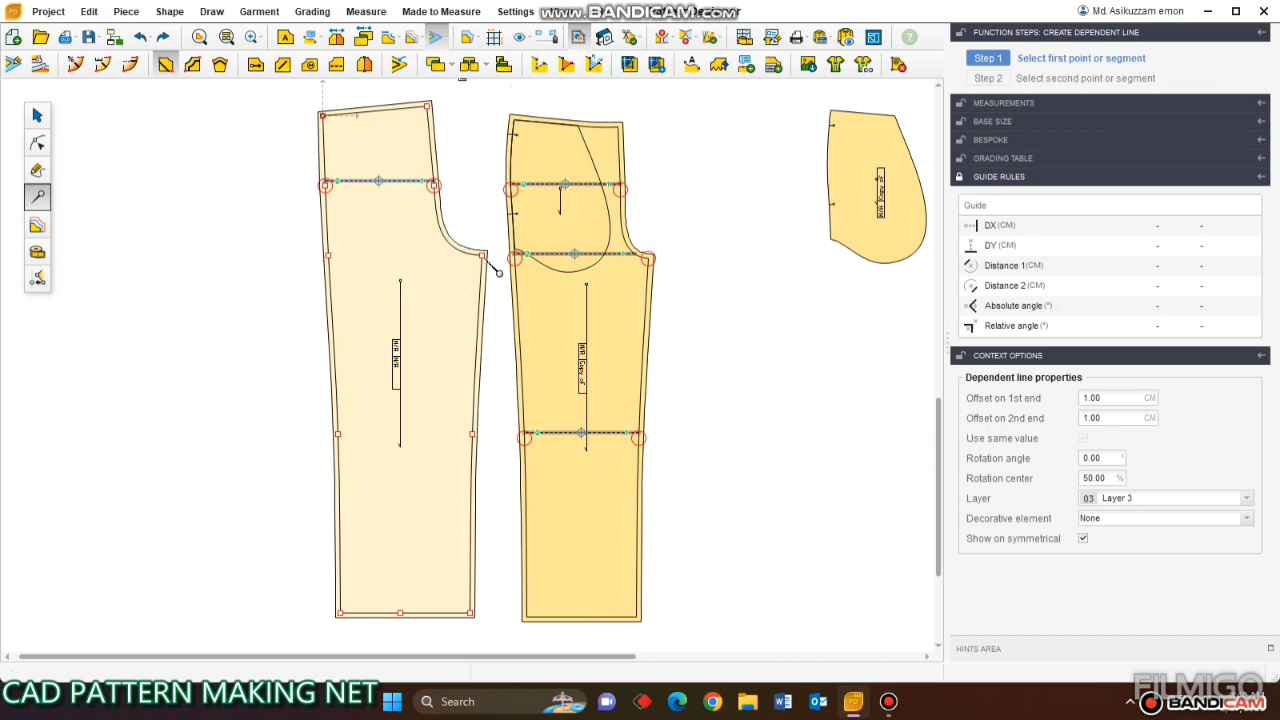 Project Edit Piece Shape Draw Garment Grading Measure Made to Measure Settings
www.BANDICAM.com
Md. Asikuzzam emon
FUNCTION STEPS: CREATE DEPENDENT LINE
Step 1 Select first point or segment
Step 2 Select second point or segment
MEASUREMENTS
BASE SIZE
BESPOKE
GRADING TABLE
GUIDE RULES
Guide
DX (CM) - -
DY (CM) - -
Distance 1 (CM) - -
Distance 2 (CM) - -
Absolute angle (°) - -
Relative angle (°) - -
CONTEXT OPTIONS
Dependent line properties
Offset on 1st end 1.00 CM
Offset on 2nd end 1.00 CM
Use same value
Rotation angle 0.00 °
Rotation center 50.00 %
Layer 03 Layer 3
Decorative element None
Show on symmetrical
HINTS AREA
Copy of
Copy of
CAD PATTERN MAKING NET
Search
FILMIGO
BANDICAM